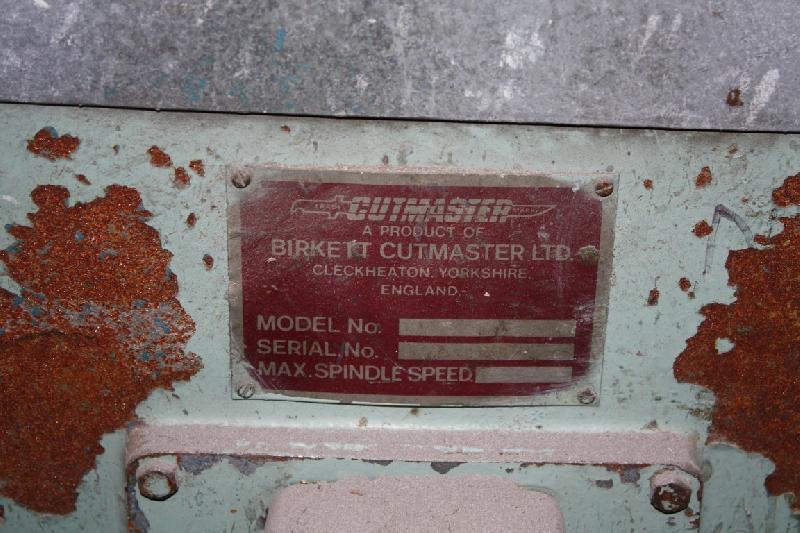 CUTMASTER
A PRODUCT OF
BIRKETT CUTMASTER LTD.
CLECKHEATON, YORKSHIRE,
ENGLAND.
MODEL No.
SERIAL No.
MAX. SPINDLE SPEED